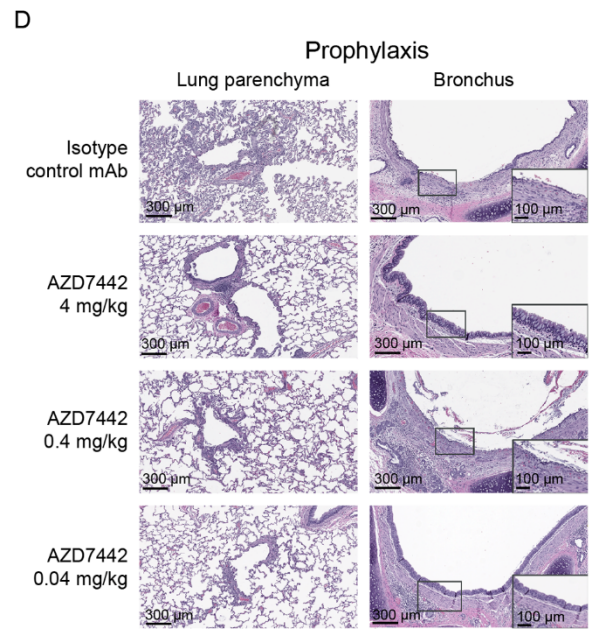 D
Prophylaxis
Lung parenchyma
Bronchus
Isotype
control mAb
300 µm
300 µm
100 µm
AZD7442
4 mg/kg
300 µm
300 µm
100 µm
AZD7442
0.4 mg/kg
300 µm
300 µm
100 µm
AZD7442
0.04 mg/kg
300 µm
300 µm
100 µm